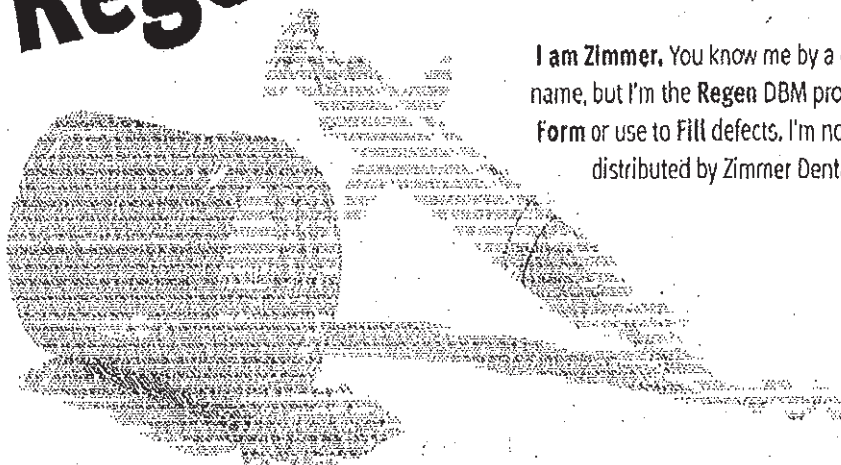 Rege
I am Zimmer. You know me by a
name, but I'm the Regen DBM pro
Form or use to Fill defects. I'm no
distributed by Zimmer Dent